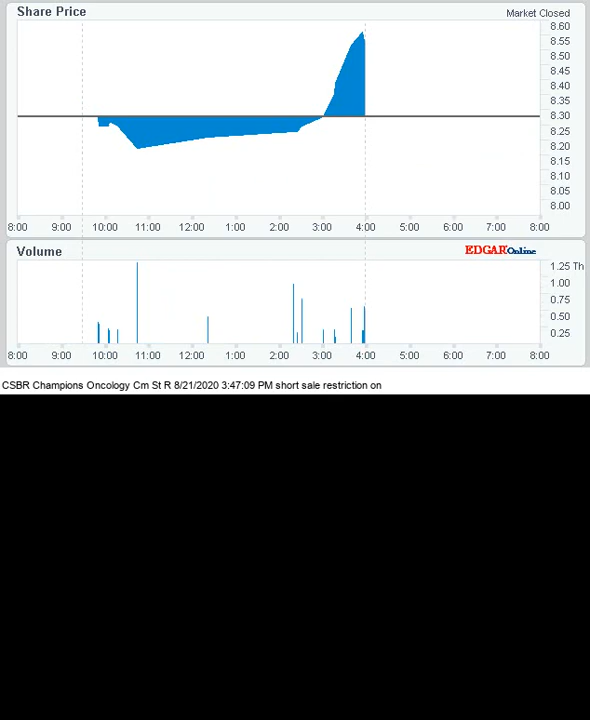 Share Price
Market Closed
8.60
8.55
8.50
8.45
8.40
8.35
8.30
8.25
8.20
8.15
8.10
8.05
8.00
8:00 9:00 10:00 11:00 12:00 1:00 2:00 3:00 4:00 5:00 6:00 7:00 8:00
Volume
EDGAR Online
1.25 Th
1.00
0.75
0.50
0.25
8:00 9:00 10:00 11:00 12:00 1:00 2:00 3:00 4:00 5:00 6:00 7:00 8:00
CSBR Champions Oncology Cm St R 8/21/2020 3:47:09 PM short sale restriction on